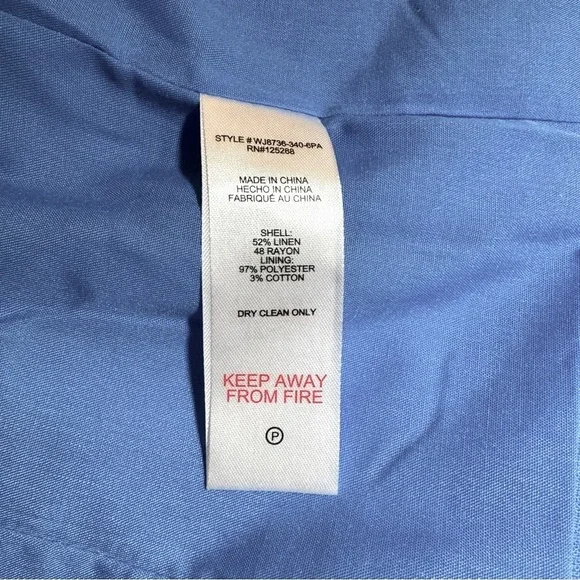 STYLE # WJ8736-340-6PA
RN#125288
MADE IN CHINA
HECHO IN CHINA
FABRIQUÉ AU CHINA
SHELL:
52% LINEN
48 RAYON
LINING:
97% POLYESTER
3% COTTON
DRY CLEAN ONLY
KEEP AWAY
FROM FIRE
P